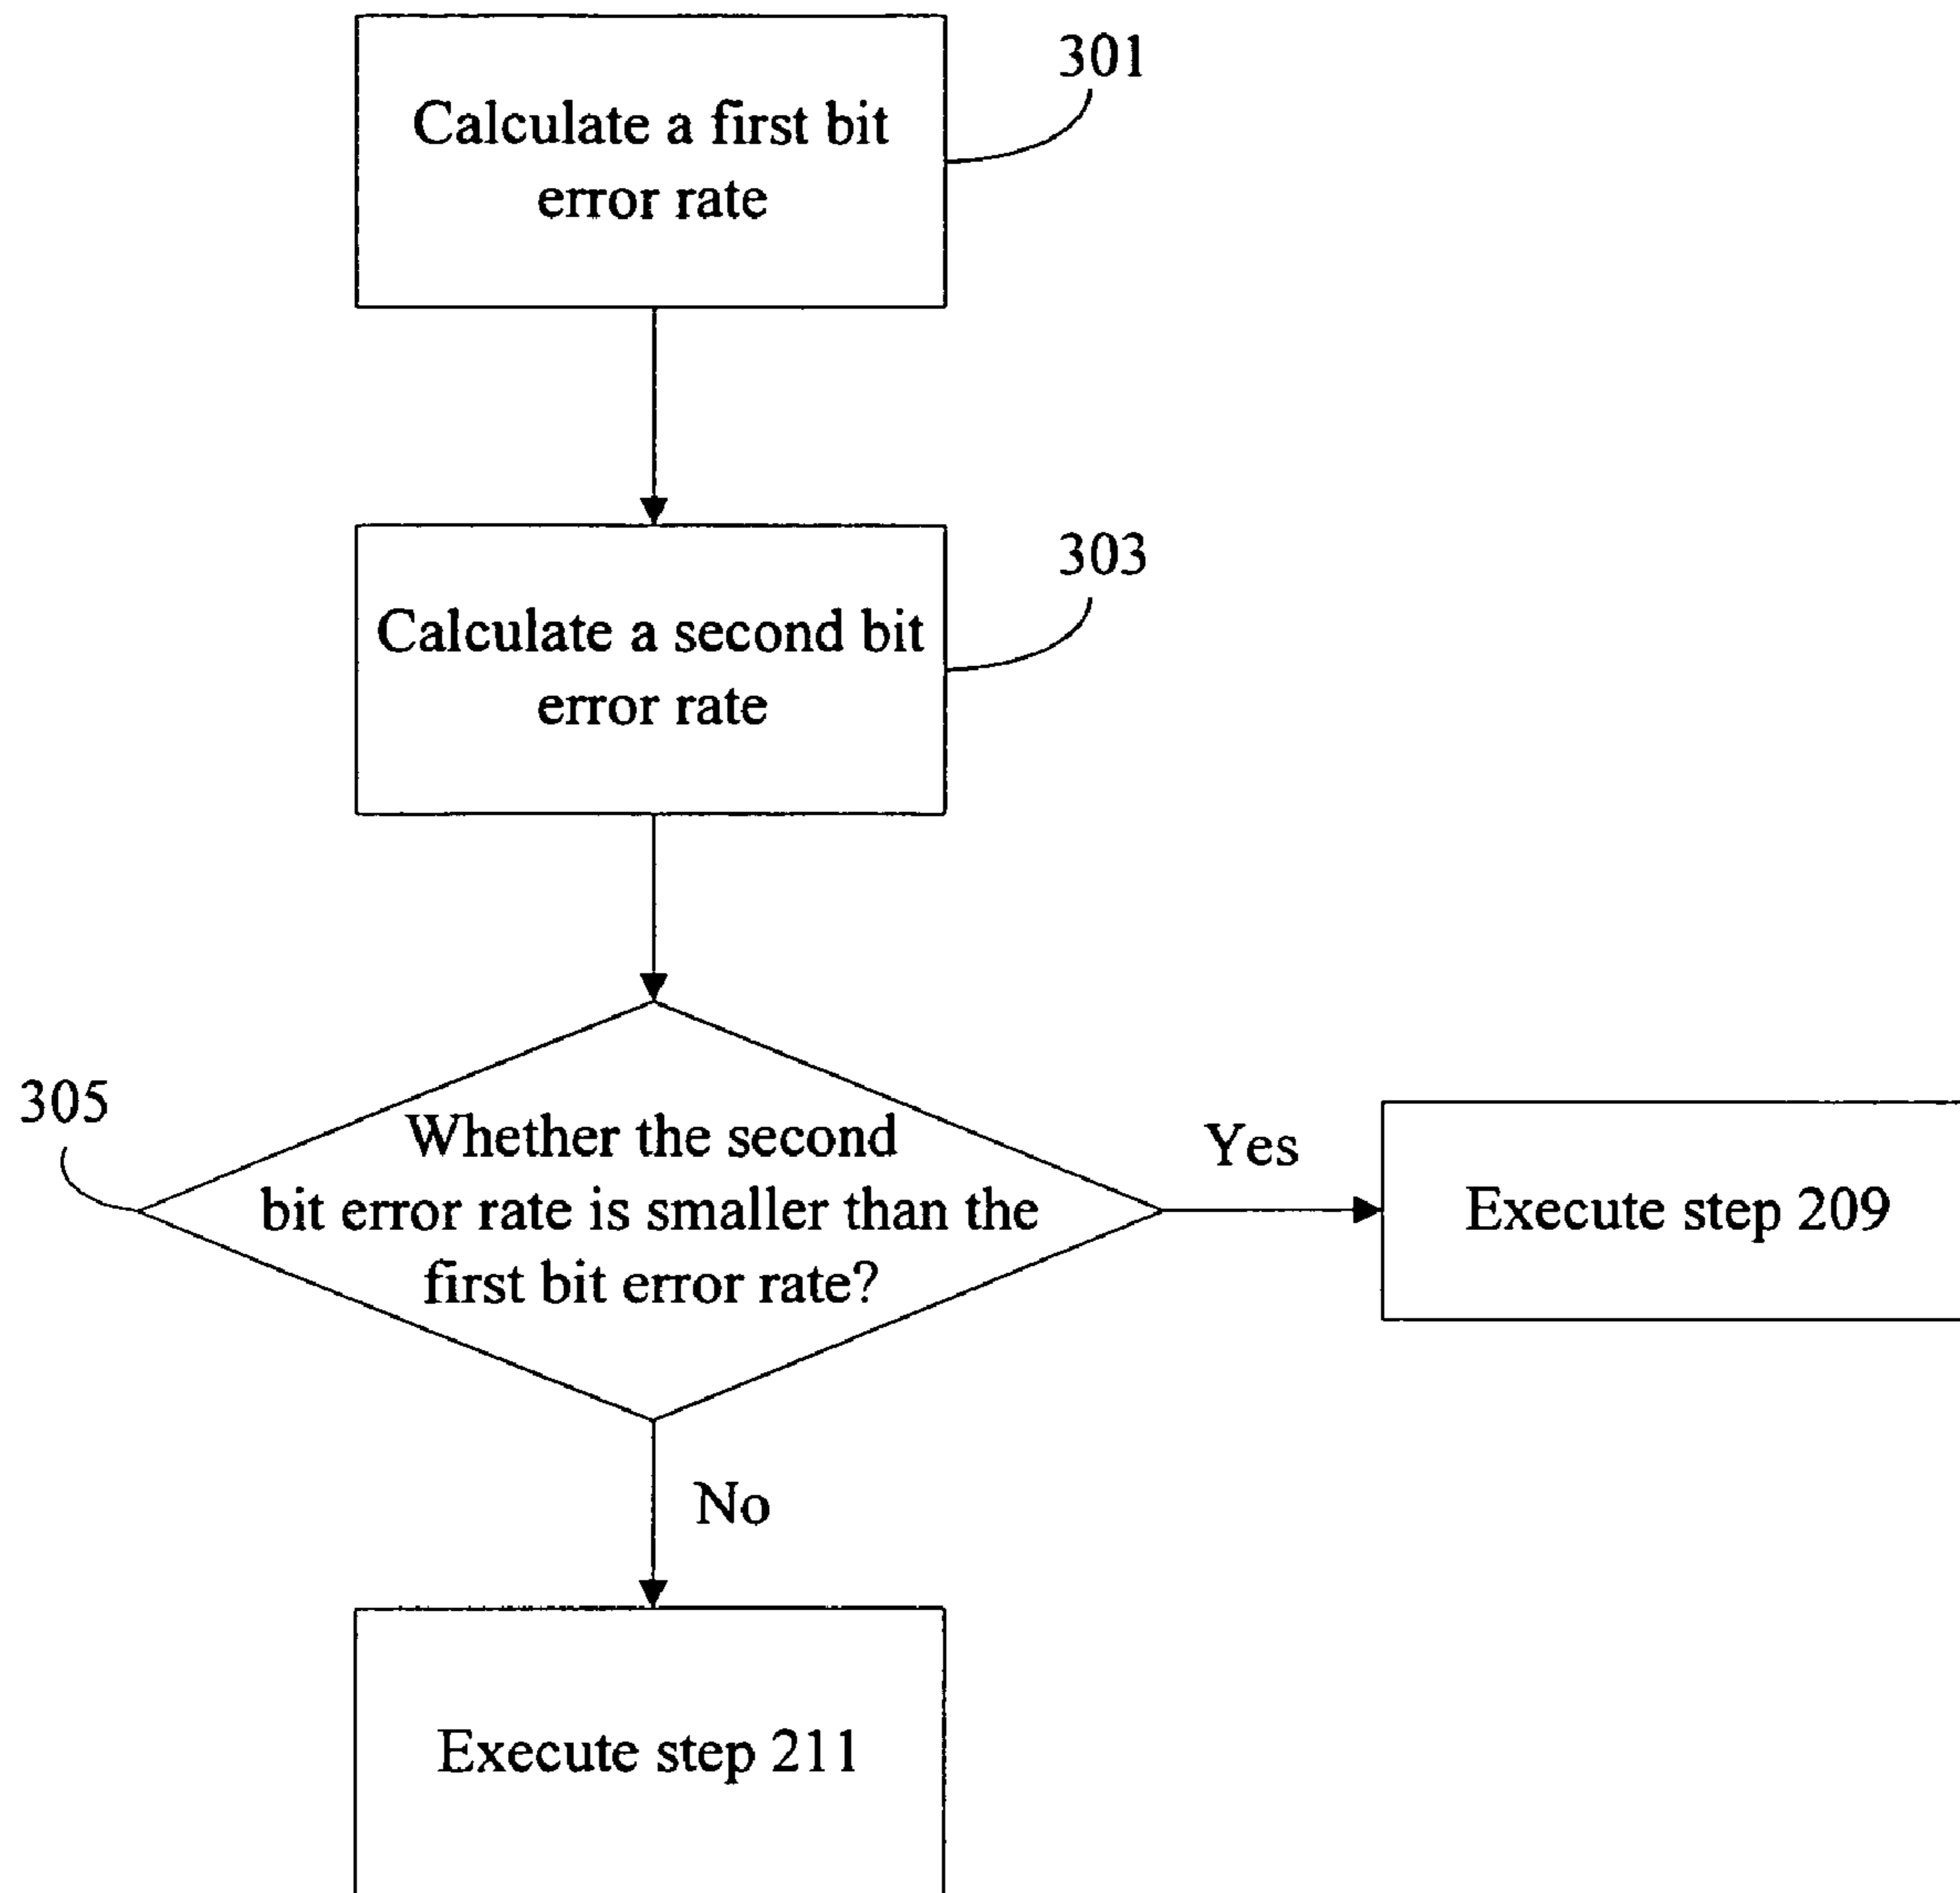 301
Calculate a first bit
error rate
303
Calculate a second bit
error rate
305
Whether the second
bit error rate is smaller than the
first bit error rate?
Yes
Execute step 209
No
Execute step 211